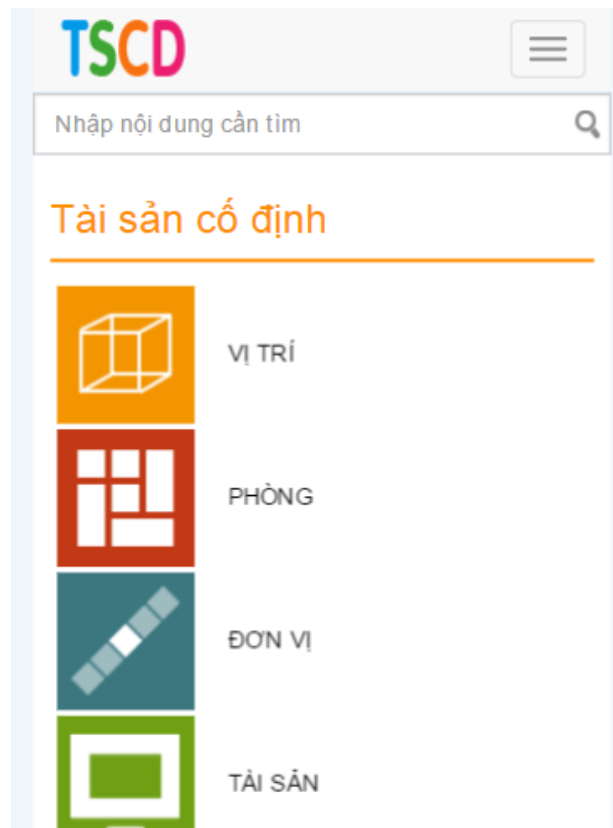 TSCD
Nhập nội dung cần tìm
Tài sản cố định
VỊ TRÍ
PHÒNG
ĐƠN VỊ
TÀI SẢN